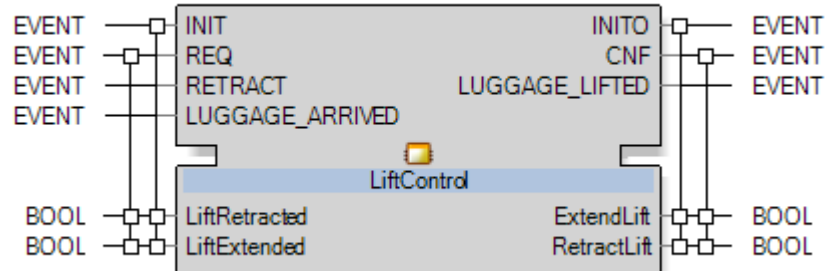 EVENT INIT INITO EVENT
EVENT REQ CNF EVENT
EVENT RETRACT LUGGAGE_LIFTED EVENT
EVENT LUGGAGE_ARRIVED
LiftControl
BOOL LiftRetracted ExtendLift BOOL
BOOL LiftExtended RetractLift BOOL